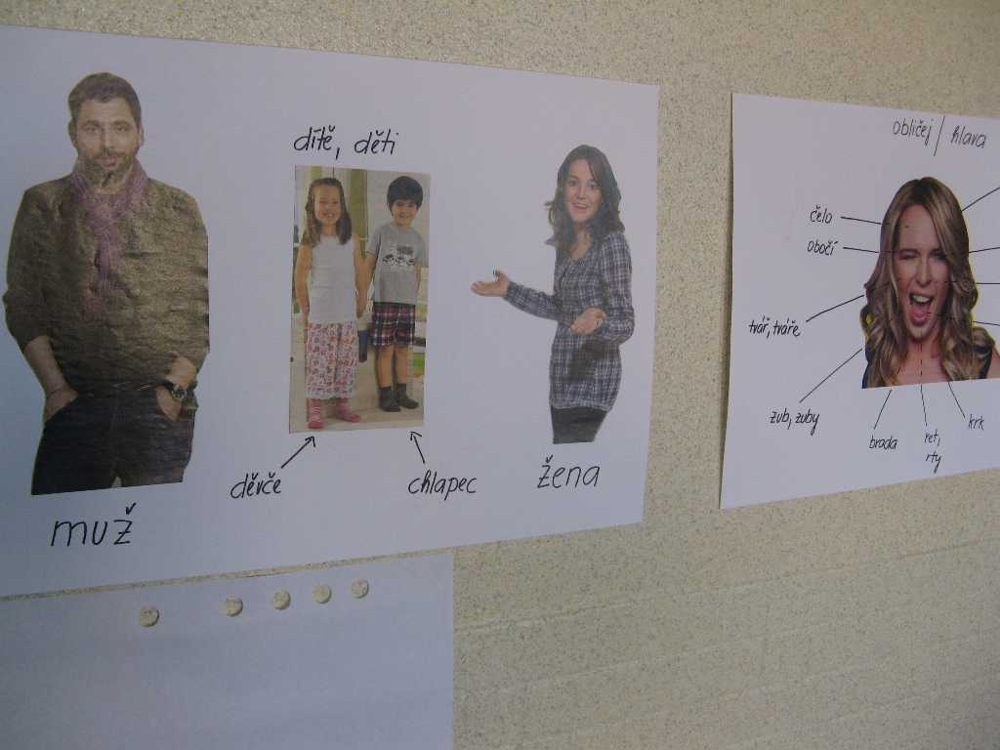 dítě, děti
děvče
chlapec
muž
žena
obličej / hlava
čelo
obočí
tvář, tváře
zub, zuby
brada
ret,
rty
krk